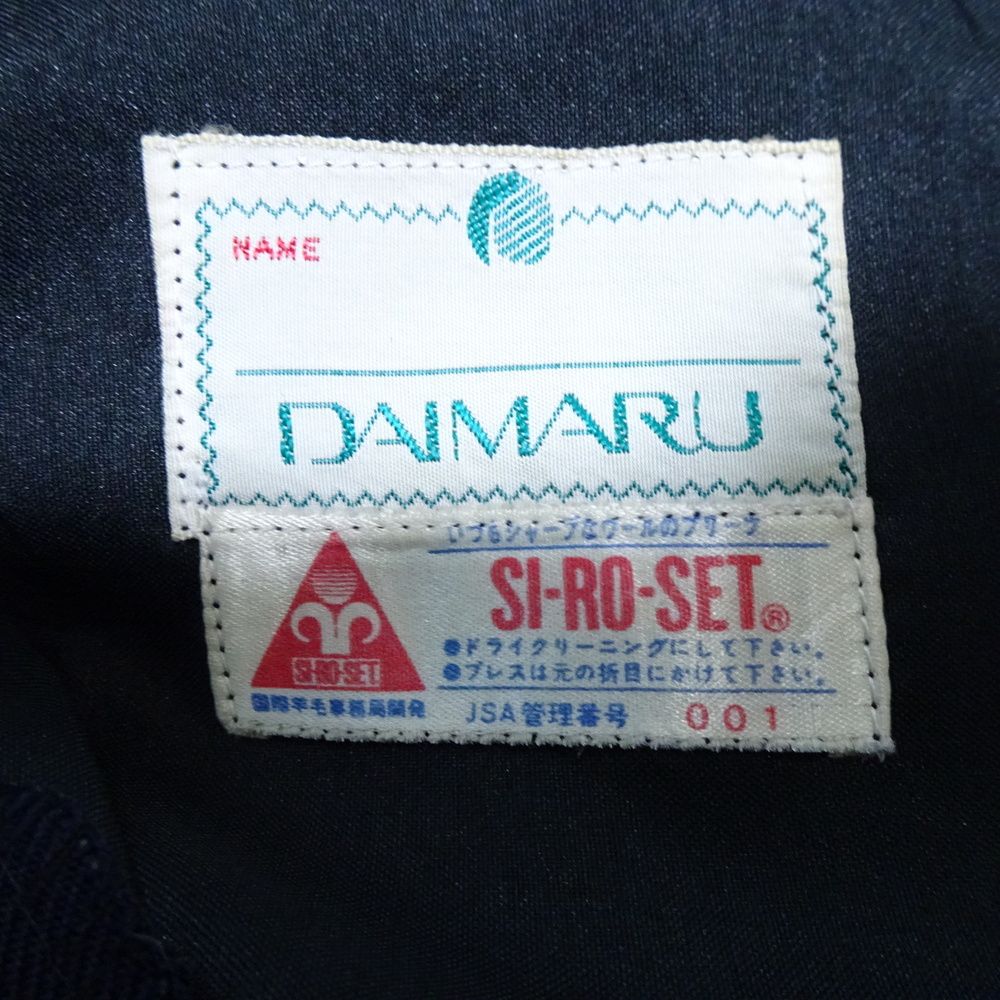 NAME
DAIMARU
いつもシャープなウールのプリーツ
SI-RO-SET®
●ドライクリーニングにして下さい。
●プレスは元の折目にかけて下さい。
SI-RO-SET
国際羊毛事務局開発
JSA管理番号 001